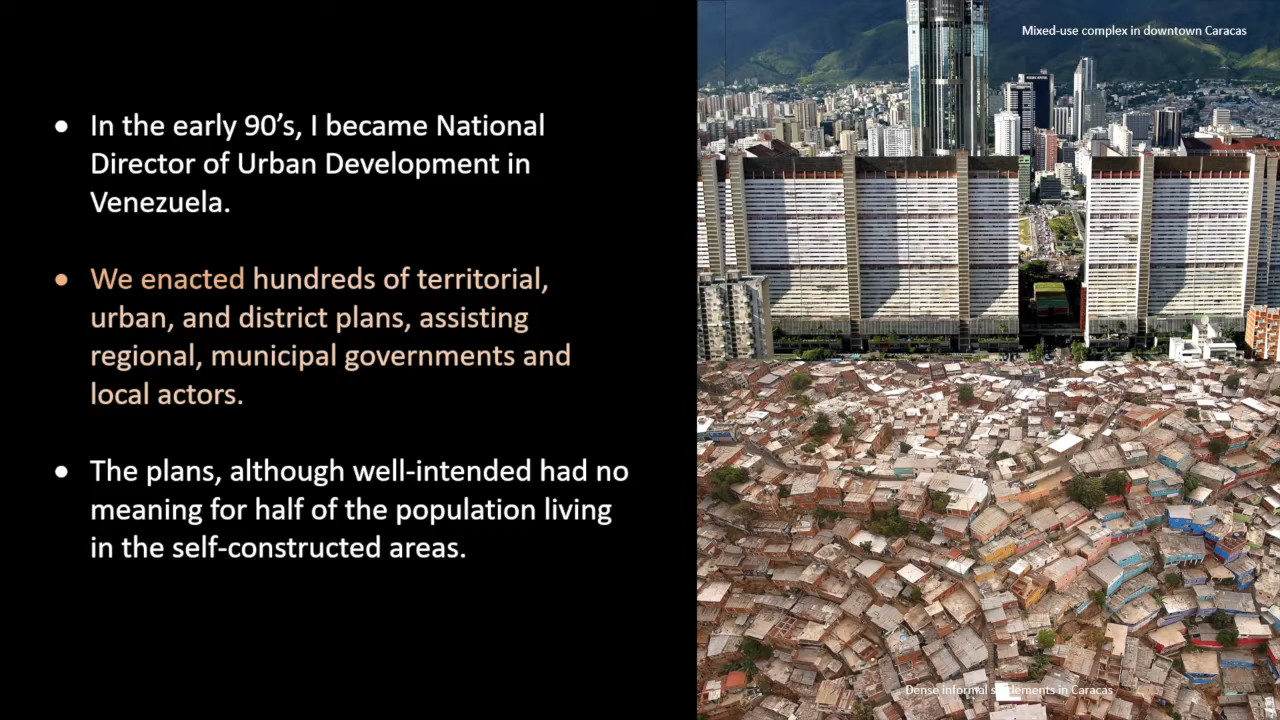 In the early 90’s, I became National
Director of Urban Development in
Venezuela.
We enacted hundreds of territorial,
urban, and district plans, assisting
regional, municipal governments and
local actors.
The plans, although well-intended had no
meaning for half of the population living
in the self-constructed areas.
Mixed-use complex in downtown Caracas
Dense informal settlements in Caracas